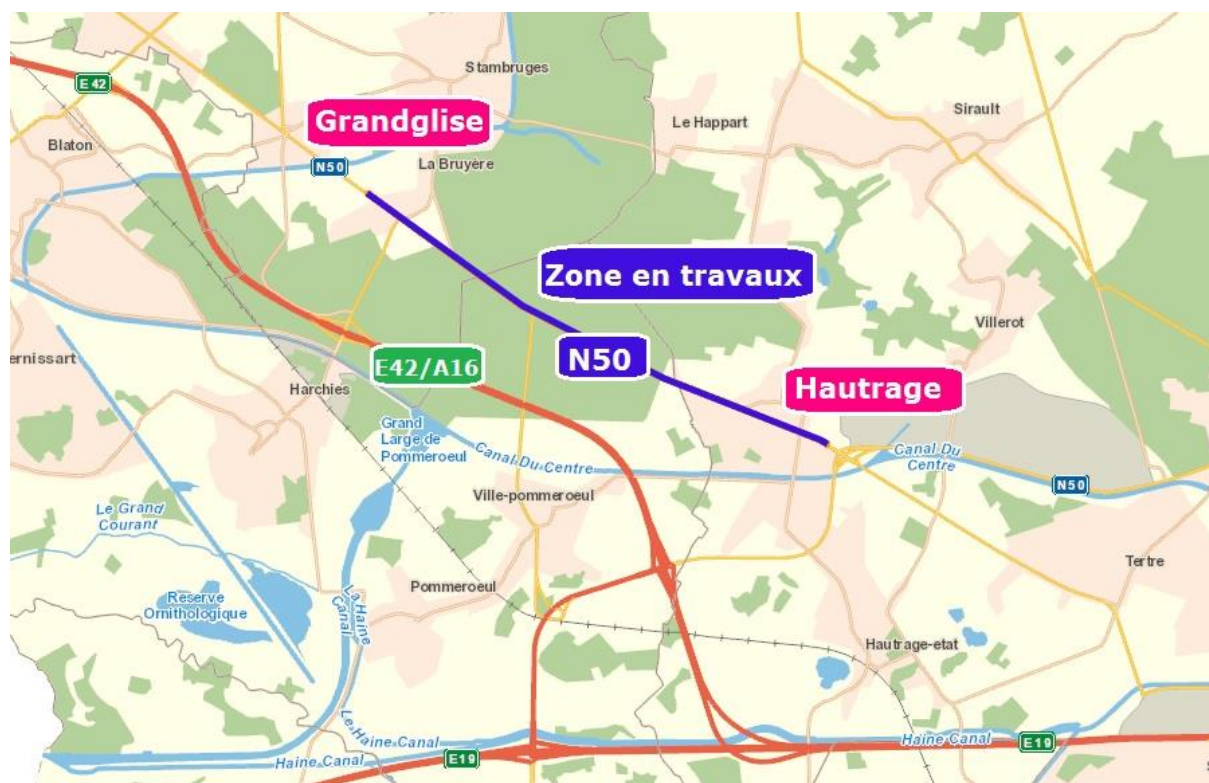 Stambruges
E 42
Grandglise
Le Happart
Sirault
Blaton
N50
La Bruyère
Zone en travaux
Villerot
N50
ernissart
E42/A16
Hautrage
Harchies
Grand
Large de
Pommeroeul
Canal Du Centre
Canal Du
Centre
N50
Ville-pommeroeul
Le Grand
Courant
Tertre
Pommeroeul
Reserve
Ornithologique
La Haine
Canal
Hautrage-etat
Le Haine Canal
Haine Canal
E19
Haine Canal
E19